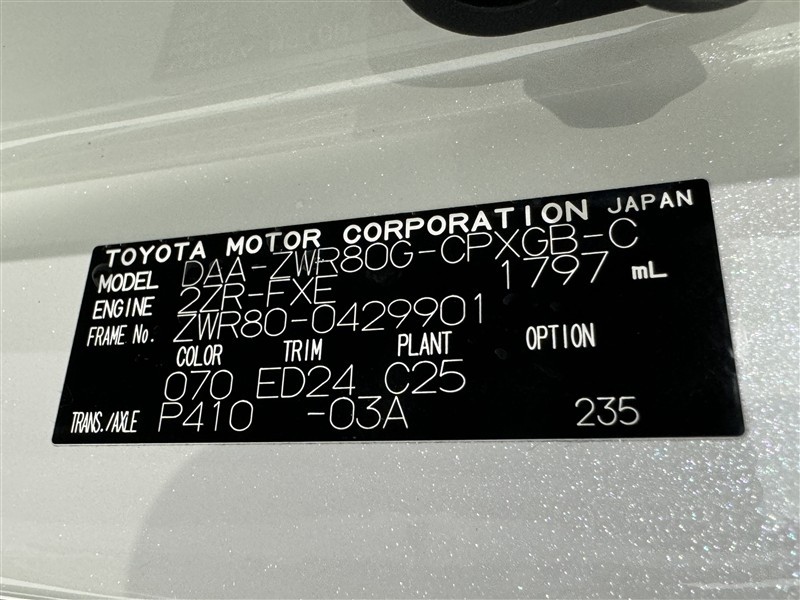 TOYOTA MOTOR CORPORATION JAPAN
MODEL DAA-ZWR80G-CPXGB-C
ENGINE 2ZR-FXE 1797 mL
FRAME No. ZWR80-0429901
COLOR TRIM PLANT OPTION
070 ED24 C25
TRANS./AXLE P410 -03A 235